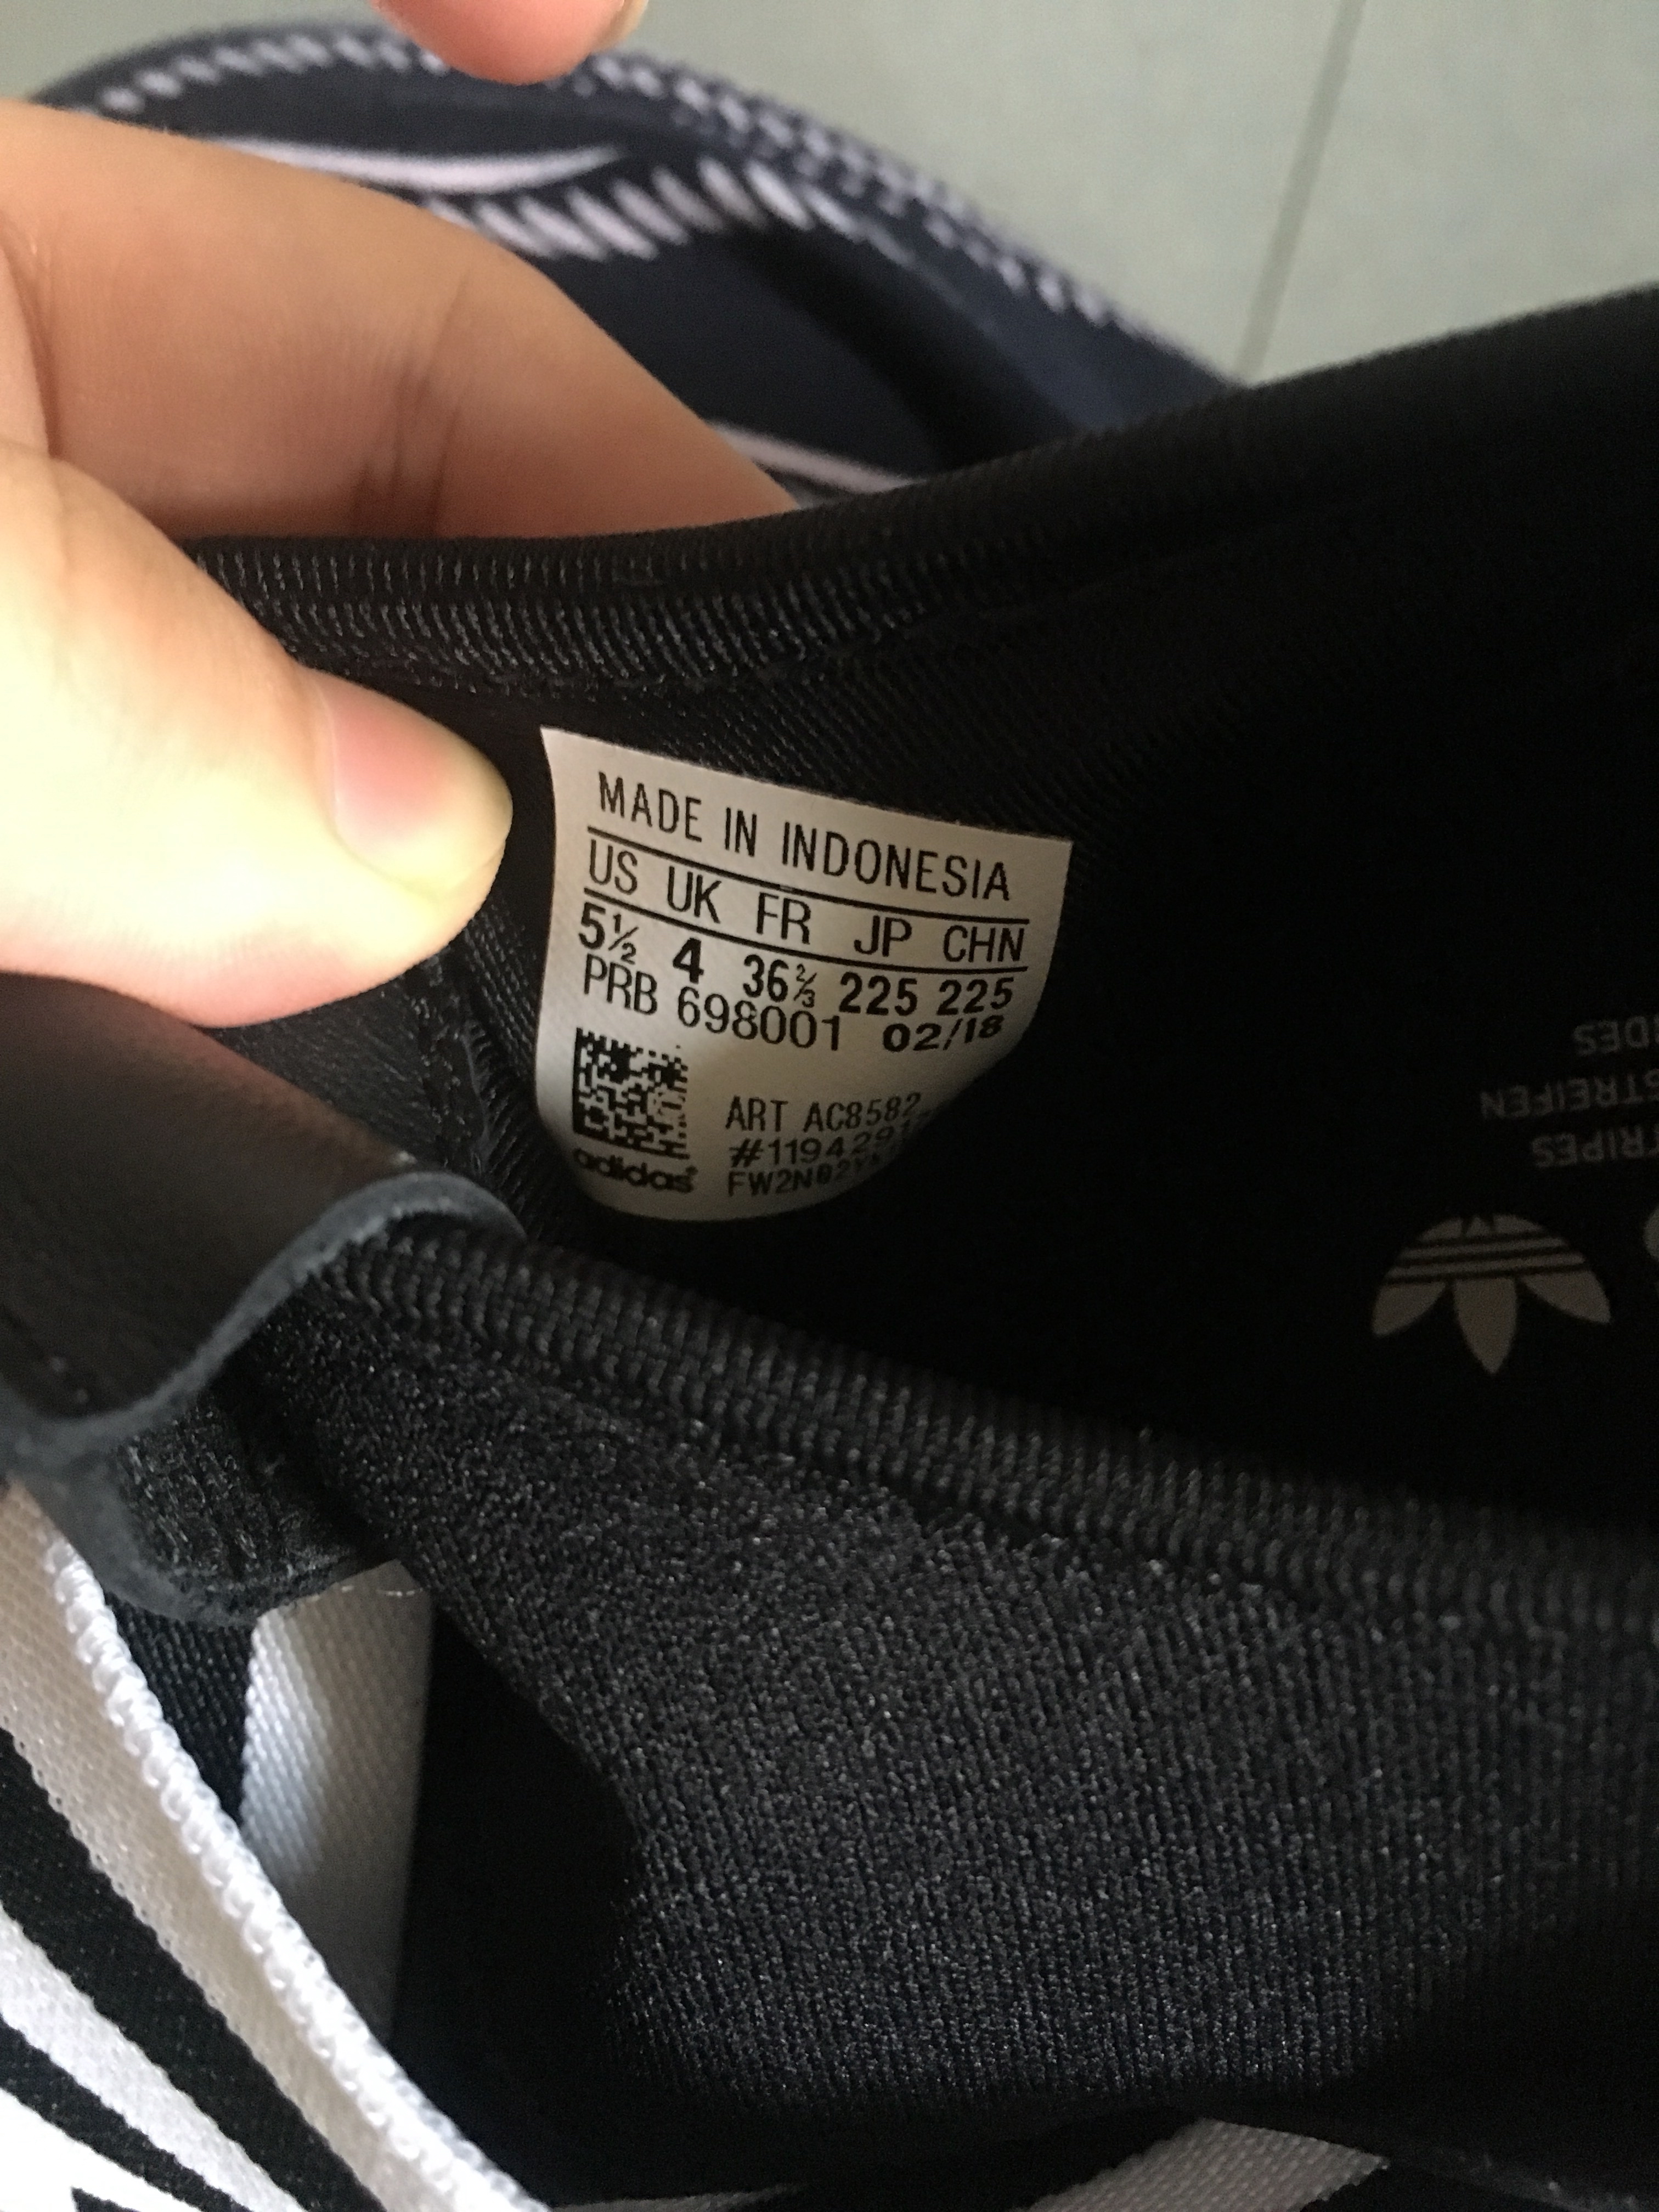 MADE IN INDONESIA
US UK FR JP CHN
5½ 4 36⅔ 225 225
PRB 698001 02/18
ART AC8582
adidas
STREIFEN